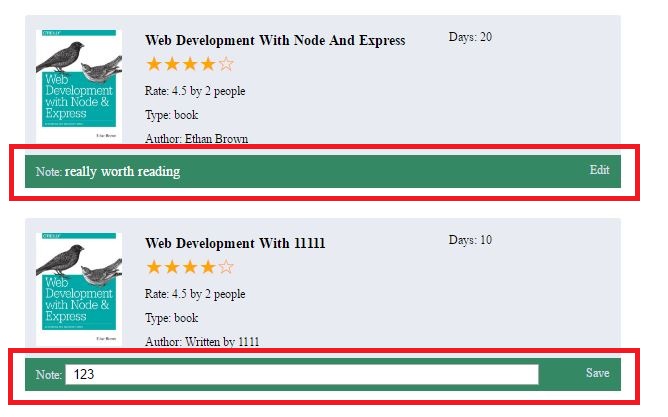 O'REILLY
Web
Development
with Node &
Express
Ethan Brown
Web Development With Node And Express
Rate: 4.5 by 2 people
Type: book
Author: Ethan Brown
Days: 20
Note: really worth reading
Edit
O'REILLY
Web
Development
with Node &
Express
Web Development With 11111
Rate: 4.5 by 2 people
Type: book
Author: Written by 1111
Days: 10
Note: 123
Save